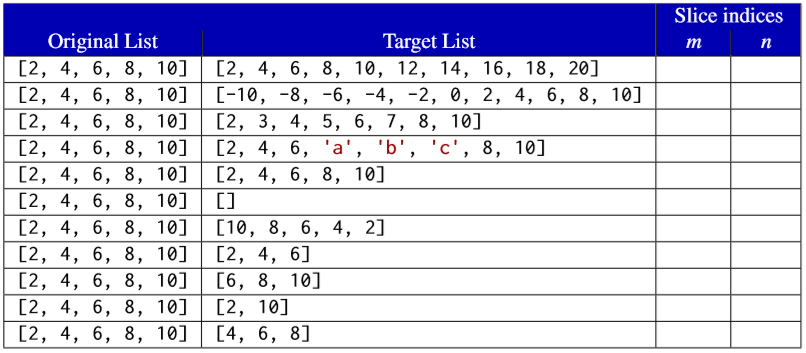 Slice indices
Original List Target List m n
[2, 4, 6, 8, 10] [2, 4, 6, 8, 10, 12, 14, 16, 18, 20]
[2, 4, 6, 8, 10] [-10, -8, -6, -4, -2, 0, 2, 4, 6, 8, 10]
[2, 4, 6, 8, 10] [2, 3, 4, 5, 6, 7, 8, 10]
[2, 4, 6, 8, 10] [2, 4, 6, 'a', 'b', 'c', 8, 10]
[2, 4, 6, 8, 10] [2, 4, 6, 8, 10]
[2, 4, 6, 8, 10] []
[2, 4, 6, 8, 10] [10, 8, 6, 4, 2]
[2, 4, 6, 8, 10] [2, 4, 6]
[2, 4, 6, 8, 10] [6, 8, 10]
[2, 4, 6, 8, 10] [2, 10]
[2, 4, 6, 8, 10] [4, 6, 8]